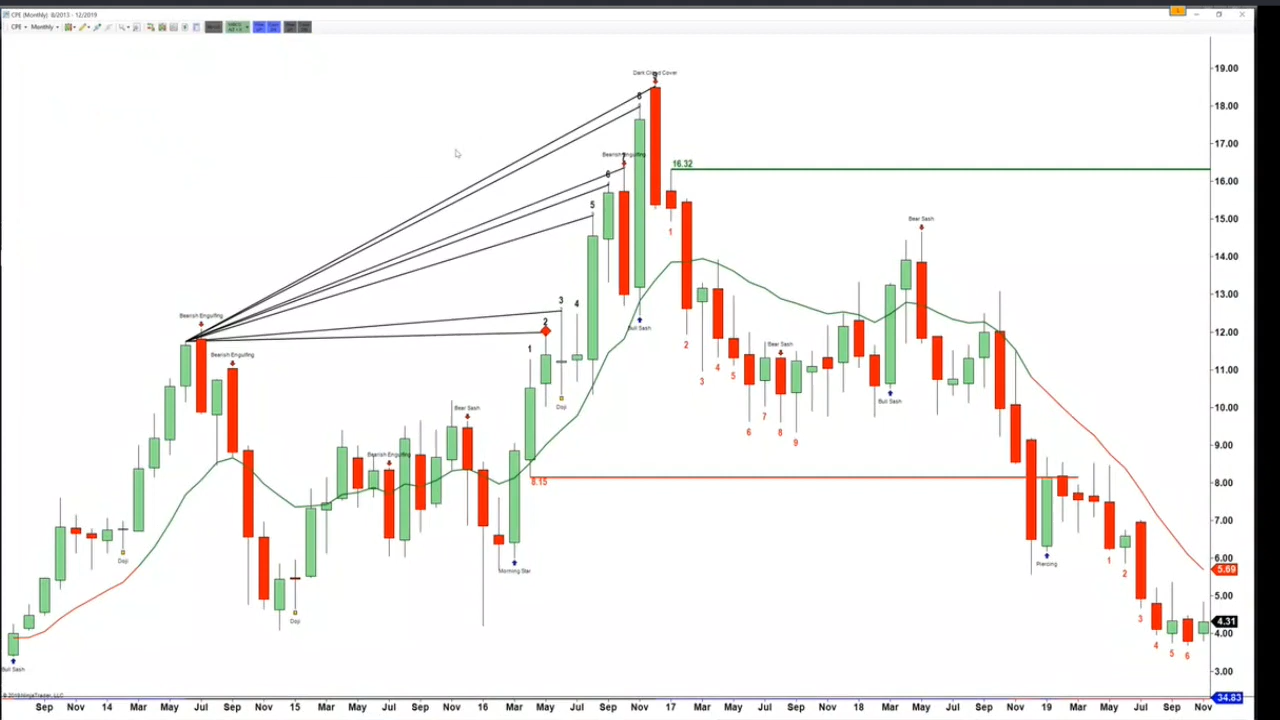 CPE (Monthly) 8/2013 - 12/2019
CPE Monthly
19.00
18.00
17.00
16.00
15.00
14.00
13.00
12.00
11.00
10.00
9.00
8.00
7.00
6.00
5.69
5.00
4.31
4.00
3.00
34.83
Dark Cloud Cover
9
8
Bearish Engulfing
7
6
5
16.32
1
Bear Sash
Bearish Engulfing
Bearish Engulfing
3
4
2
1
Bull Sash
2
3
4
5
Bear Sash
6
7
8
9
Bull Sash
Doji
Bear Sash
Bearish Engulfing
8.15
Morning Star
Doji
Doji
Bull Sash
Piercing
1
2
3
4
5
6
© 2019 NinjaTrader, LLC
Sep Nov 14 Mar May Jul Sep Nov 15 Mar May Jul Sep Nov 16 Mar May Jul Sep Nov 17 Mar May Jul Sep Nov 18 Mar May Jul Sep Nov 19 Mar May Jul Sep Nov